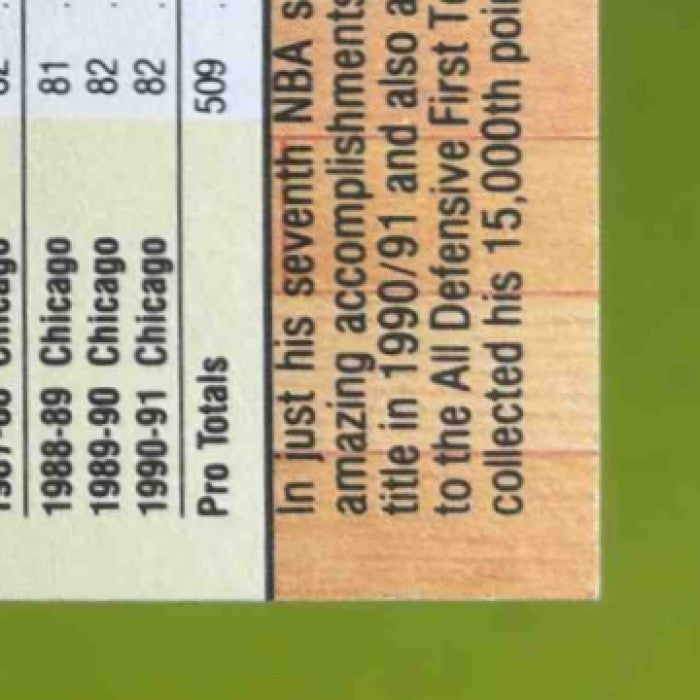 1988-89 Chicago 81
1989-90 Chicago 82
1990-91 Chicago 82
Pro Totals 509
In just his seventh NBA
amazing accomplishments
title in 1990/91 and also
to the All Defensive First
collected his 15,000th